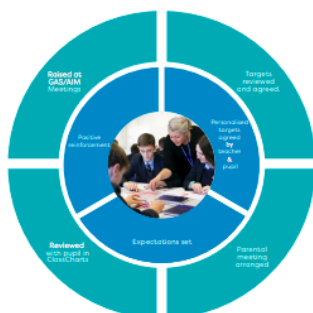 Raised at
GAS/AIM
Meetings
Targets
reviewed
and agreed.
Positive
reinforcement
Personalised
targets
agreed
by
teacher
&
pupil
Expectations set
Reviewed
with pupil in
ClassCharts
Parental
meeting
arranged